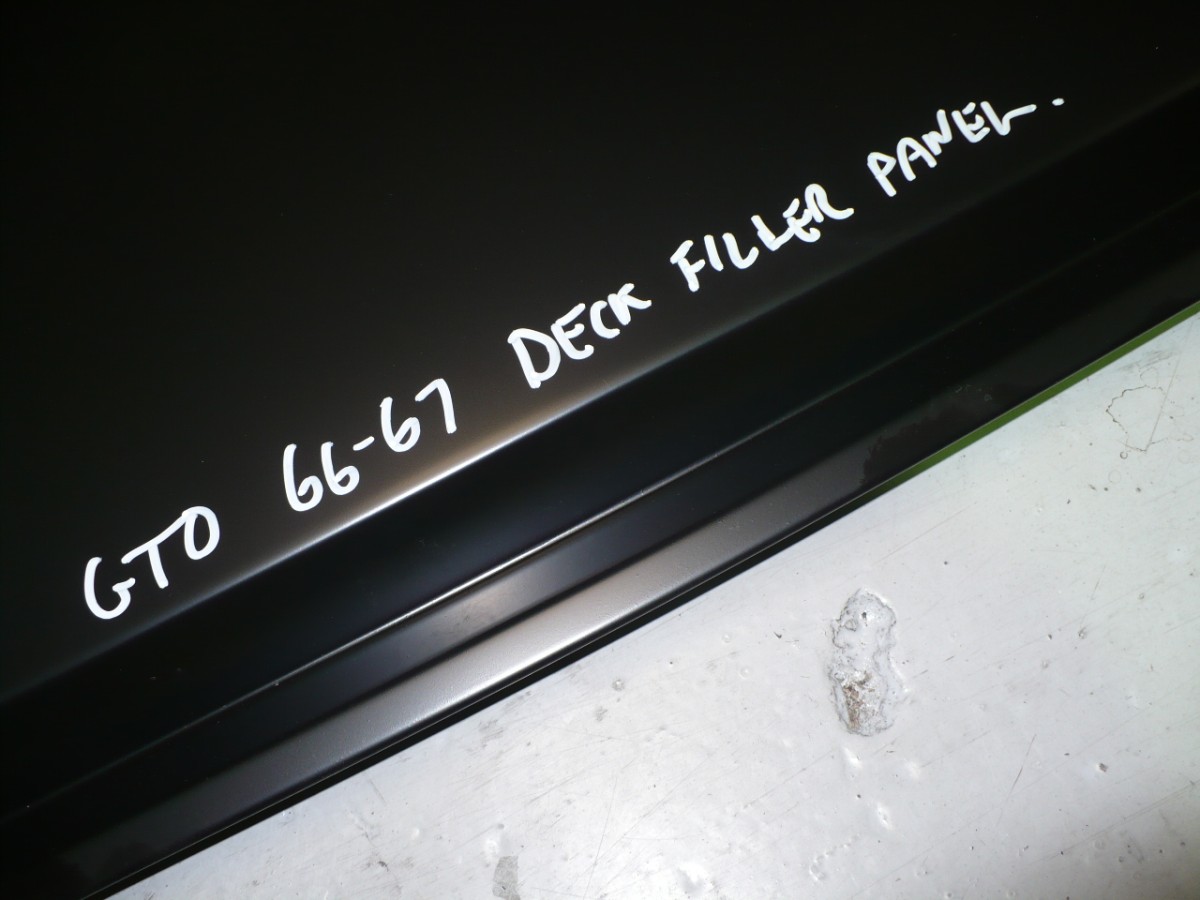 GTO 66-67 DECK FILLER PANEL.